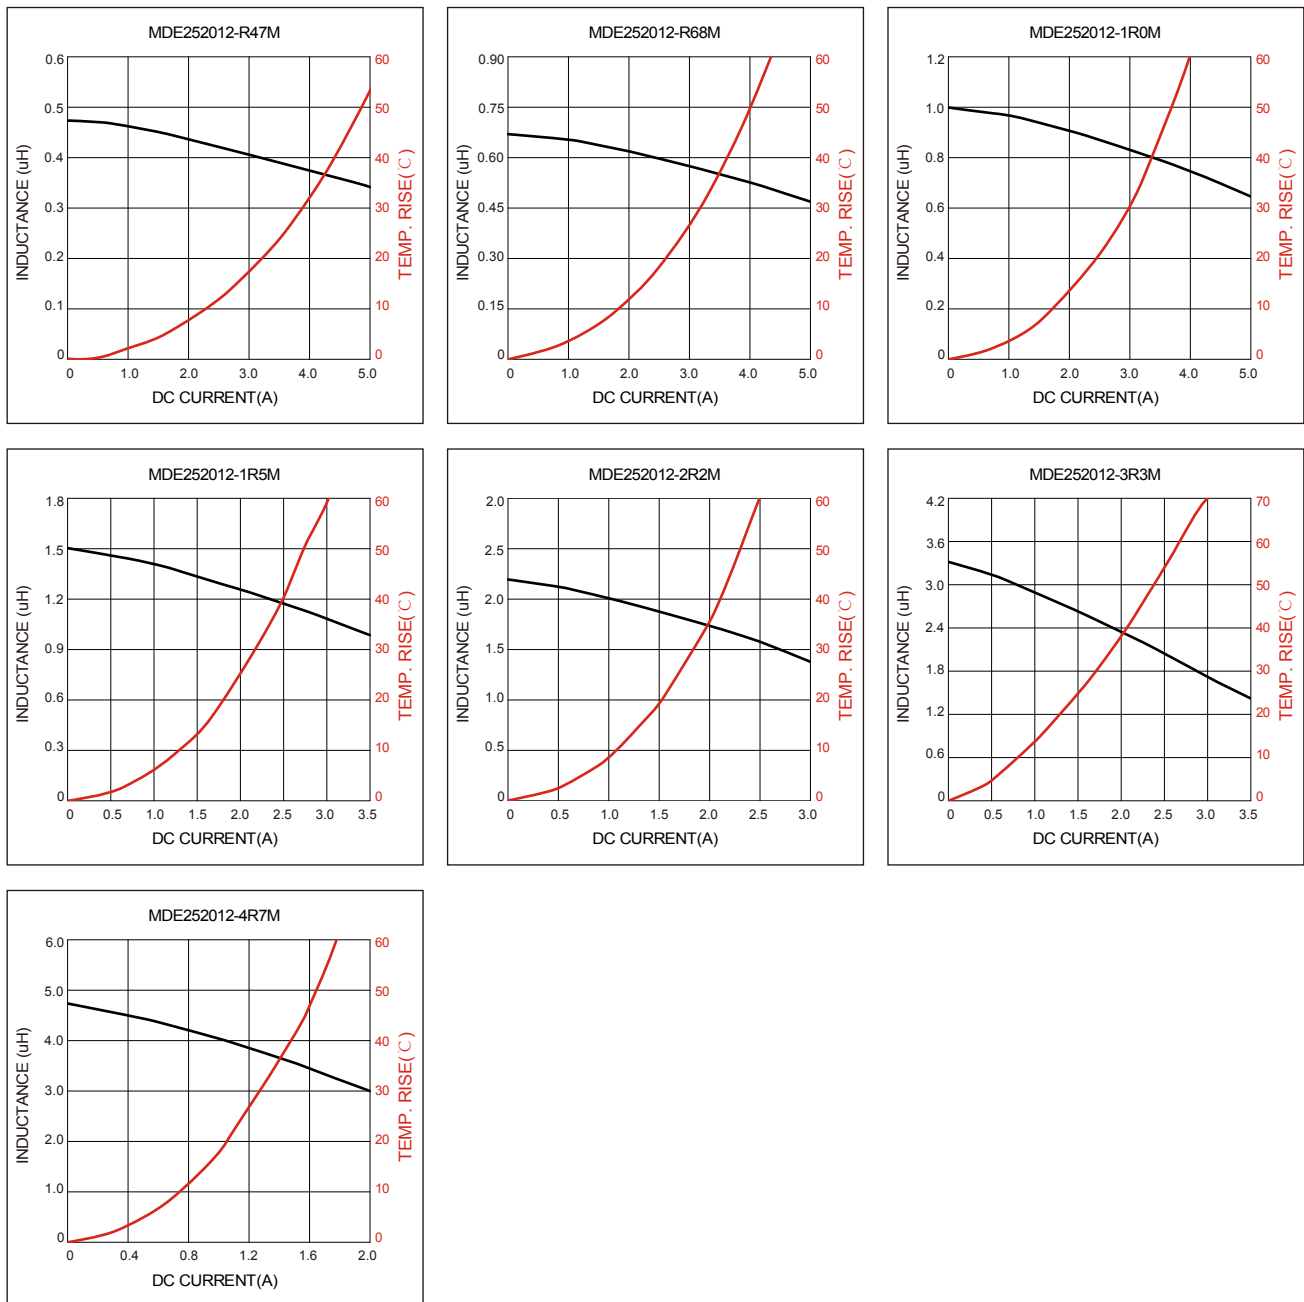 MDE252012-R47M
0.6
0.5
0.4
0.3
0.2
0.1
0
60
50
40
30
20
10
0
0 1.0 2.0 3.0 4.0 5.0
INDUCTANCE (uH)
TEMP. RISE(℃)
DC CURRENT(A)
MDE252012-R68M
0.90
0.75
0.60
0.45
0.30
0.15
0
60
50
40
30
20
10
0
0 1.0 2.0 3.0 4.0 5.0
INDUCTANCE (uH)
TEMP. RISE(℃)
DC CURRENT(A)
MDE252012-1R0M
1.2
1.0
0.8
0.6
0.4
0.2
0
60
50
40
30
20
10
0
0 1.0 2.0 3.0 4.0 5.0
INDUCTANCE (uH)
TEMP. RISE(℃)
DC CURRENT(A)
MDE252012-1R5M
1.8
1.5
1.2
0.9
0.6
0.3
0
60
50
40
30
20
10
0
0 0.5 1.0 1.5 2.0 2.5 3.0 3.5
INDUCTANCE (uH)
TEMP. RISE(℃)
DC CURRENT(A)
MDE252012-2R2M
2.0
2.5
2.0
1.5
1.0
0.5
0
60
50
40
30
20
10
0
0 0.5 1.0 1.5 2.0 2.5 3.0
INDUCTANCE (uH)
TEMP. RISE(℃)
DC CURRENT(A)
MDE252012-3R3M
4.2
3.6
3.0
2.4
1.8
1.2
0.6
0
70
60
50
40
30
20
10
0
0 0.5 1.0 1.5 2.0 2.5 3.0 3.5
INDUCTANCE (uH)
TEMP. RISE(℃)
DC CURRENT(A)
MDE252012-4R7M
6.0
5.0
4.0
3.0
2.0
1.0
0
60
50
40
30
20
10
0
0 0.4 0.8 1.2 1.6 2.0
INDUCTANCE (uH)
TEMP. RISE(℃)
DC CURRENT(A)